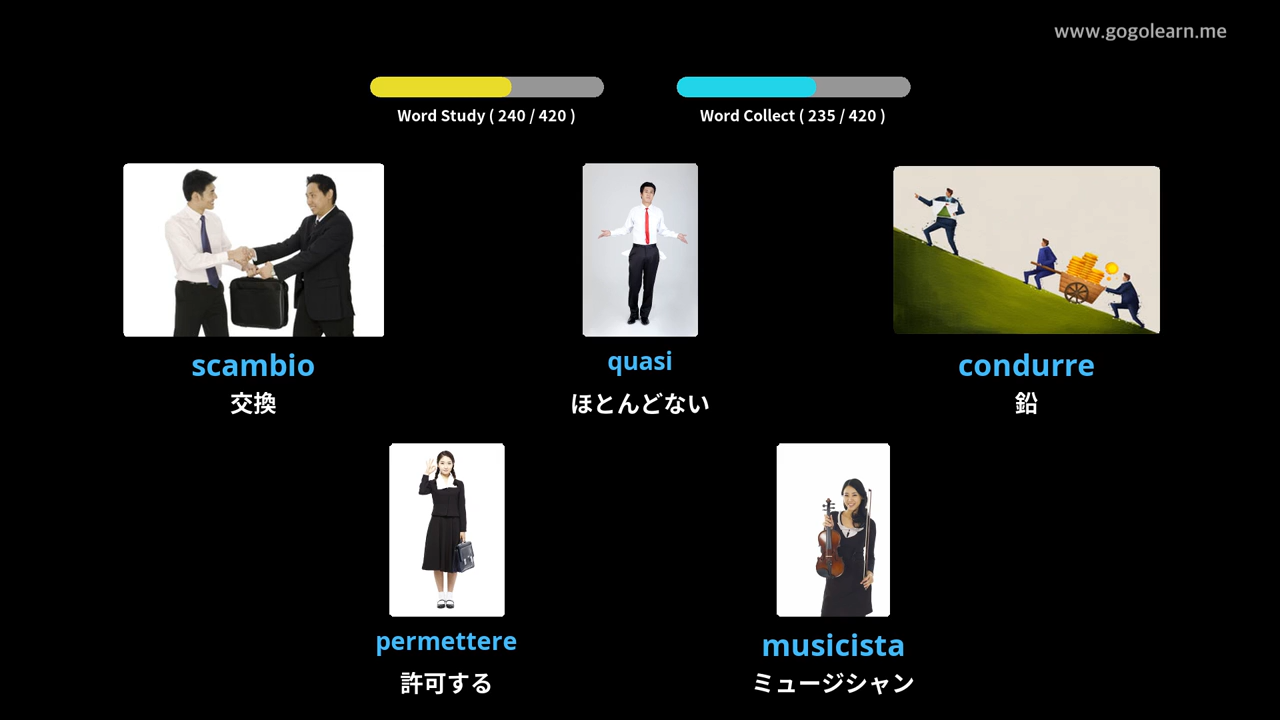 www.gogolearn.me
Word Study ( 240 / 420 )
Word Collect ( 235 / 420 )
scambio
交換
quasi
ほとんどない
condurre
鉛
permettere
許可する
musicista
ミュージシャン